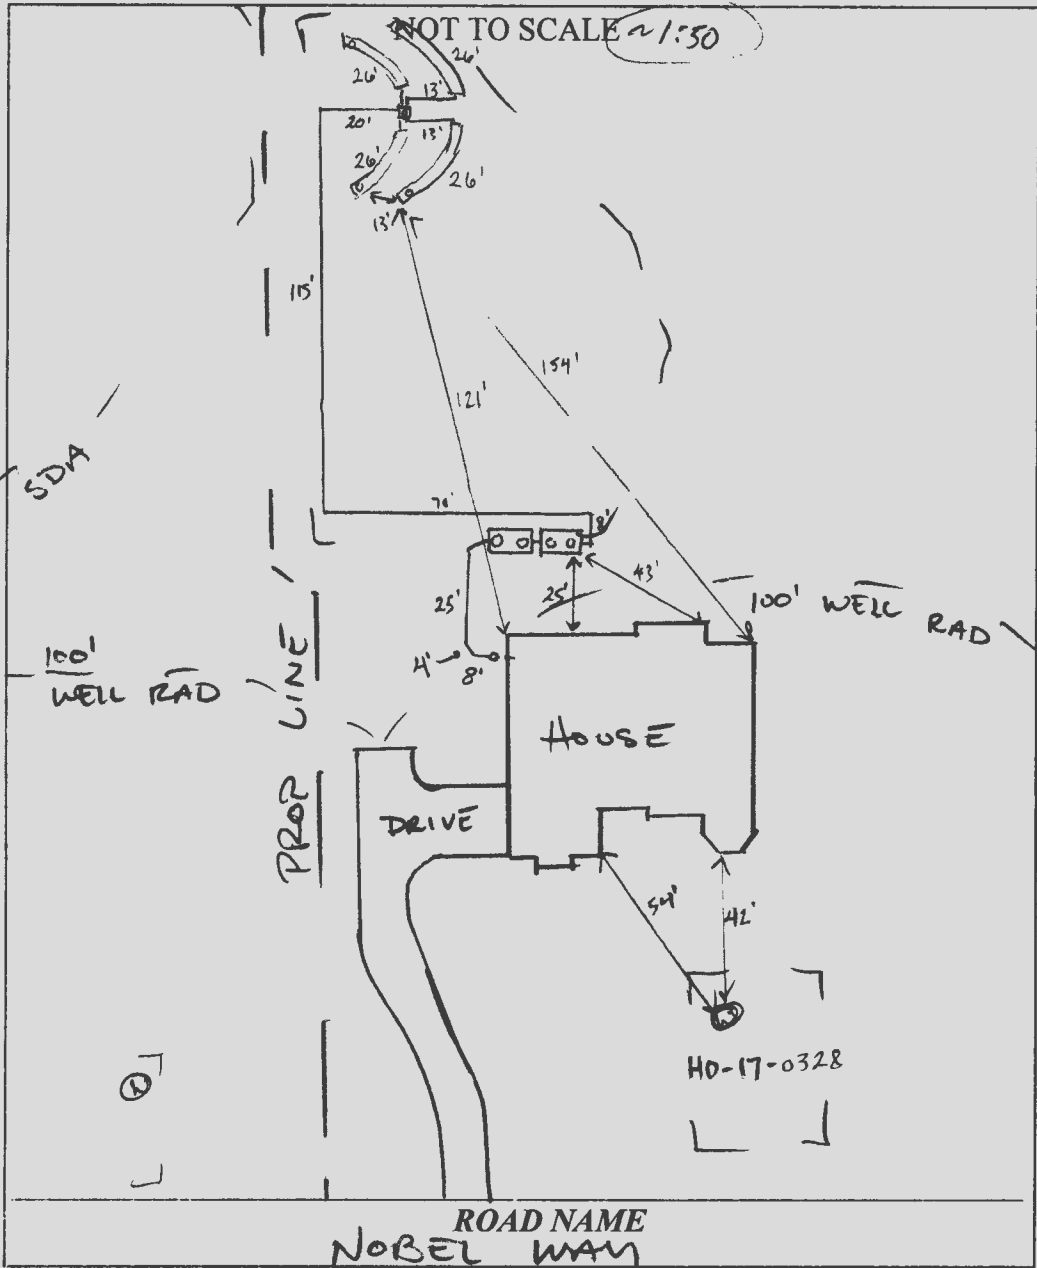 NOT TO SCALE ~1:50
26'
26'
13'
20'
13'
26'
26'
13'
115'
154'
121'
SDA
8'
43'
25'
25'
100' WELL RAD
4'
8'
100'
WELL RAD
PROP LINE
HOUSE
DRIVE
54'
42'
W
HO-17-0328
ROAD NAME
NOBEL WAY